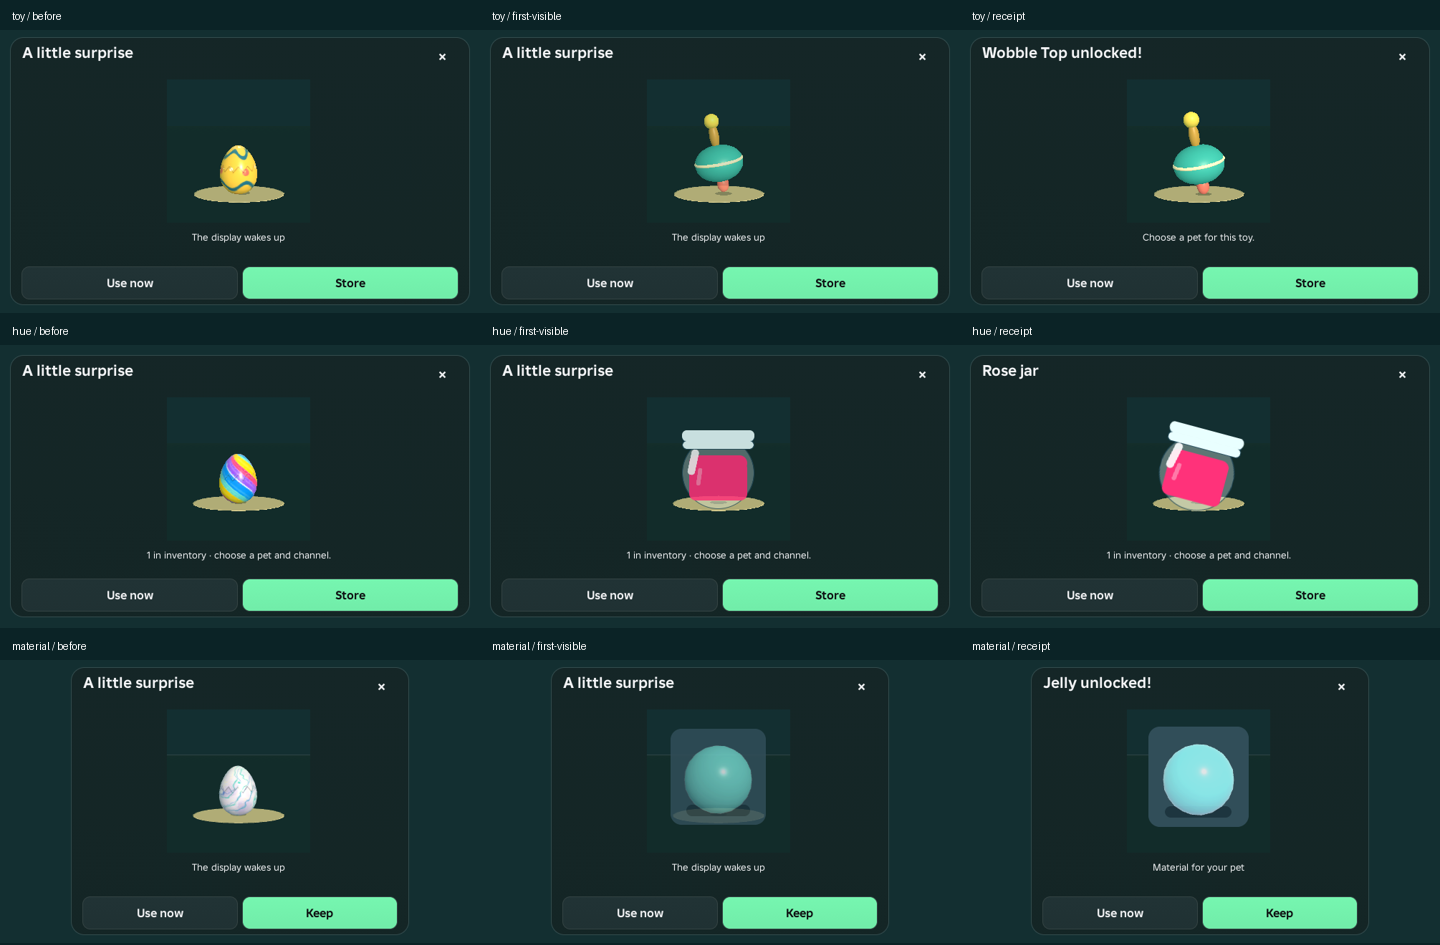 toy / before
toy / first-visible
toy / receipt
A little surprise ×
A little surprise ×
Wobble Top unlocked! ×
The display wakes up
The display wakes up
Choose a pet for this toy.
Use now Store
Use now Store
Use now Store
hue / before
hue / first-visible
hue / receipt
A little surprise ×
A little surprise ×
Rose jar ×
1 in inventory · choose a pet and channel.
1 in inventory · choose a pet and channel.
1 in inventory · choose a pet and channel.
Use now Store
Use now Store
Use now Store
material / before
material / first-visible
material / receipt
A little surprise ×
A little surprise ×
Jelly unlocked! ×
The display wakes up
The display wakes up
Material for your pet
Use now Keep
Use now Keep
Use now Keep